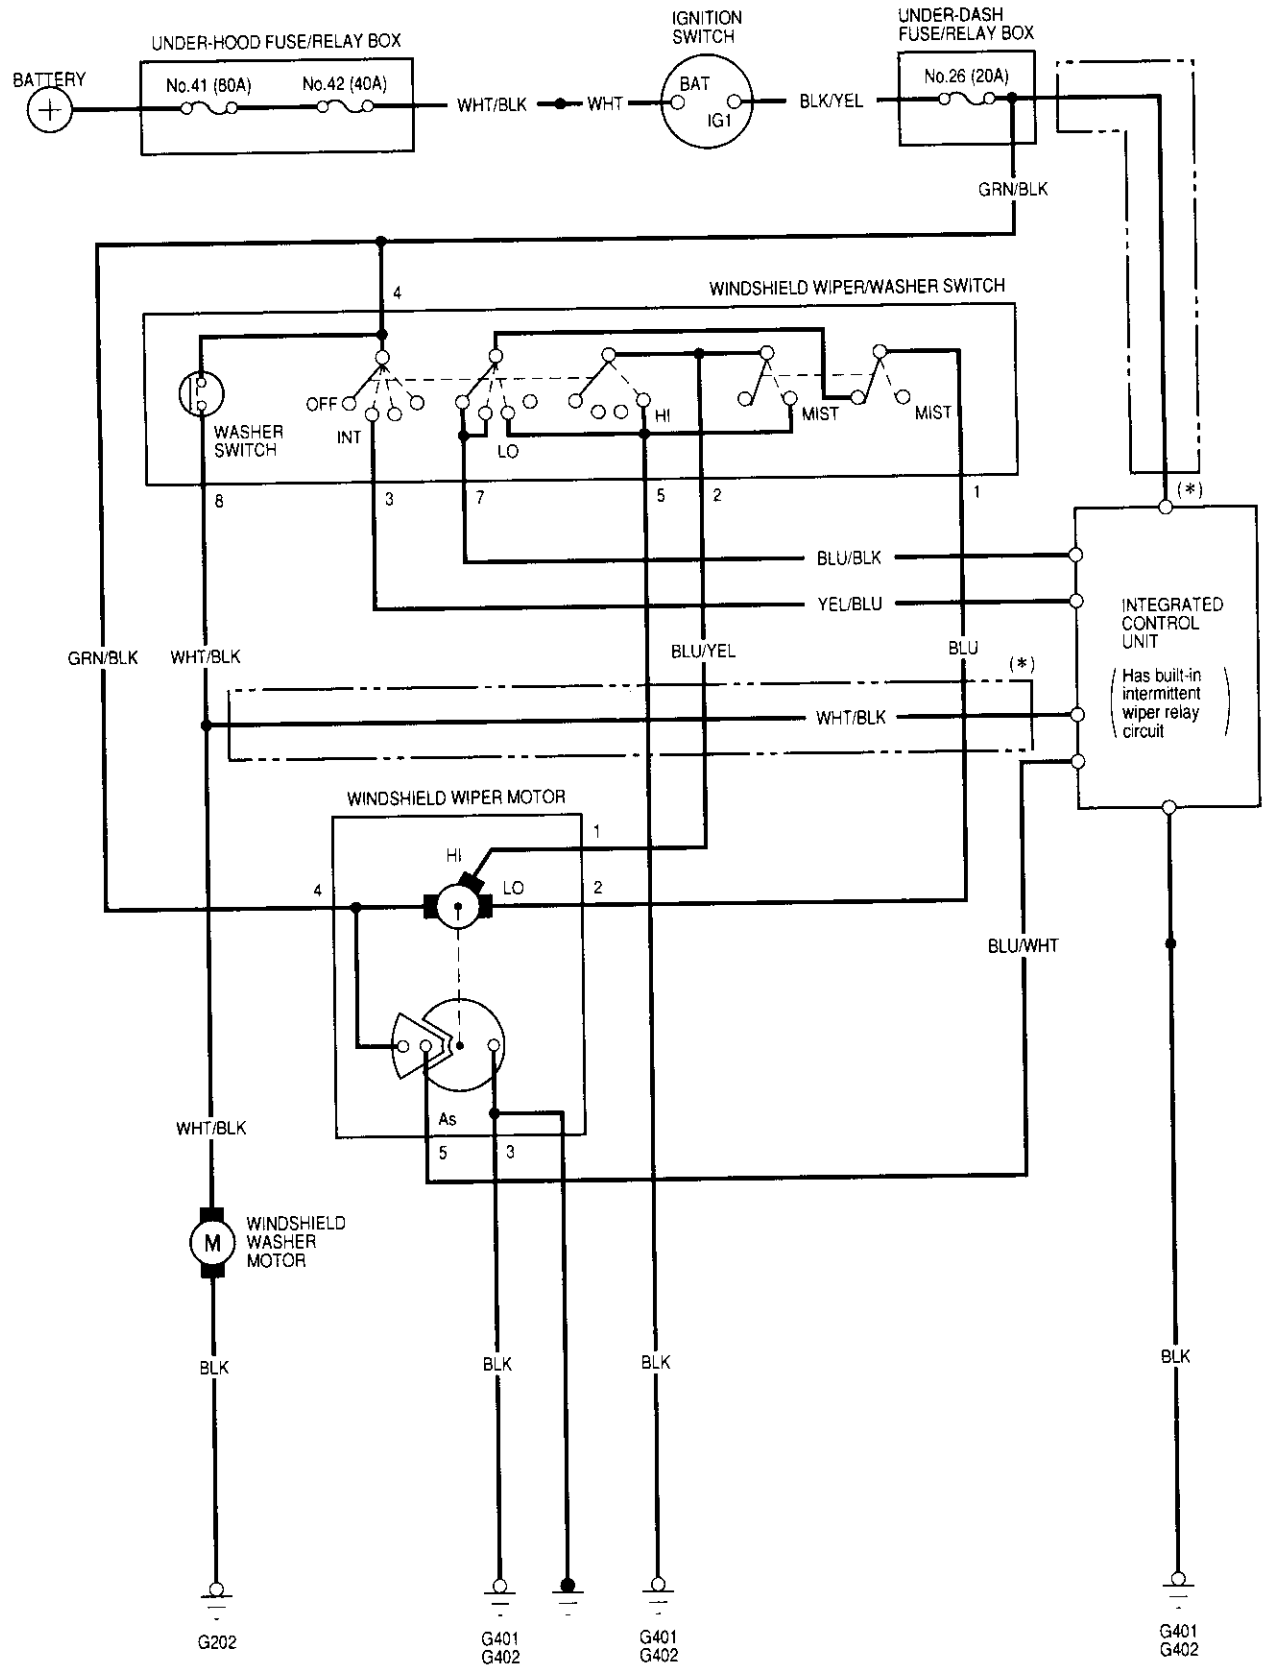 IGNITION
SWITCH
UNDER-DASH
FUSE/RELAY BOX
UNDER-HOOD FUSE/RELAY BOX
BATTERY
+
No.41 (80A)
No.42 (40A)
WHT/BLK
WHT
BAT
IG1
BLK/YEL
No.26 (20A)
GRN/BLK
4
WINDSHIELD WIPER/WASHER SWITCH
OFF
INT
WASHER
SWITCH
LO
HI
MIST
MIST
8
3
7
5
2
1
(*)
BLU/BLK
YEL/BLU
INTEGRATED
CONTROL
UNIT
(Has built-in
intermittent
wiper relay
circuit)
GRN/BLK
WHT/BLK
BLU/YEL
BLU
(*)
WHT/BLK
WINDSHIELD WIPER MOTOR
1
HI
4
LO
2
BLU/WHT
As
5
3
WHT/BLK
M
WINDSHIELD
WASHER
MOTOR
BLK
BLK
BLK
BLK
G202
G401
G402
G401
G402
G401
G402